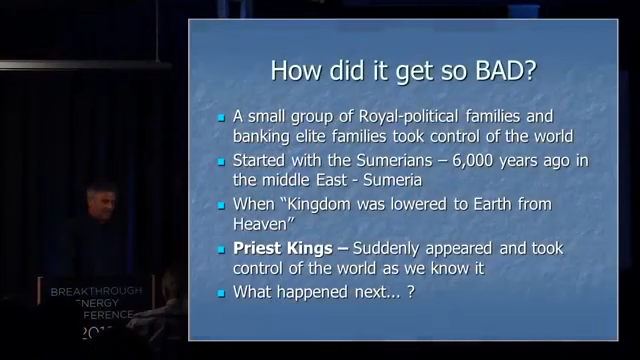 How did it get so BAD?
A small group of Royal-political families and
banking elite families took control of the world
Started with the Sumerians – 6,000 years ago in
the middle East - Sumeria
When “Kingdom was lowered to Earth from
Heaven”
Priest Kings – Suddenly appeared and took
control of the world as we know it
What happened next... ?
BREAKTHROUGH
ENERGY